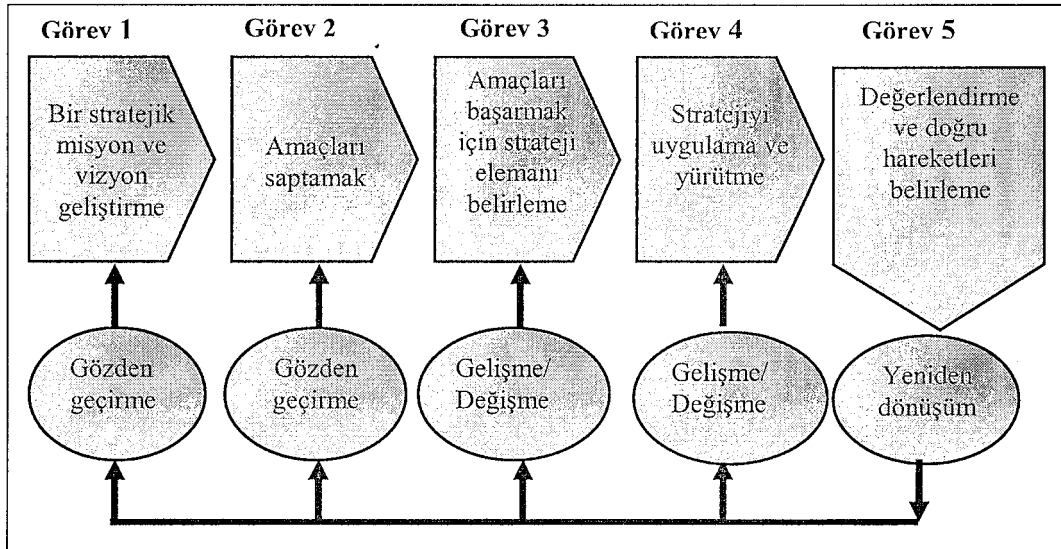 Görev 1
Görev 2
Görev 3
Görev 4
Görev 5
Bir stratejik
misyon ve
vizyon
geliştirme
Amaçları
saptamak
Amaçları
başarmak
için strateji
elemanı
belirleme
Stratejiyi
uygulama ve
yürütme
Değerlendirme
ve doğru
hareketleri
belirleme
Gözden
geçirme
Gözden
geçirme
Gelişme/
Değişme
Gelişme/
Değişme
Yeniden
dönüşüm